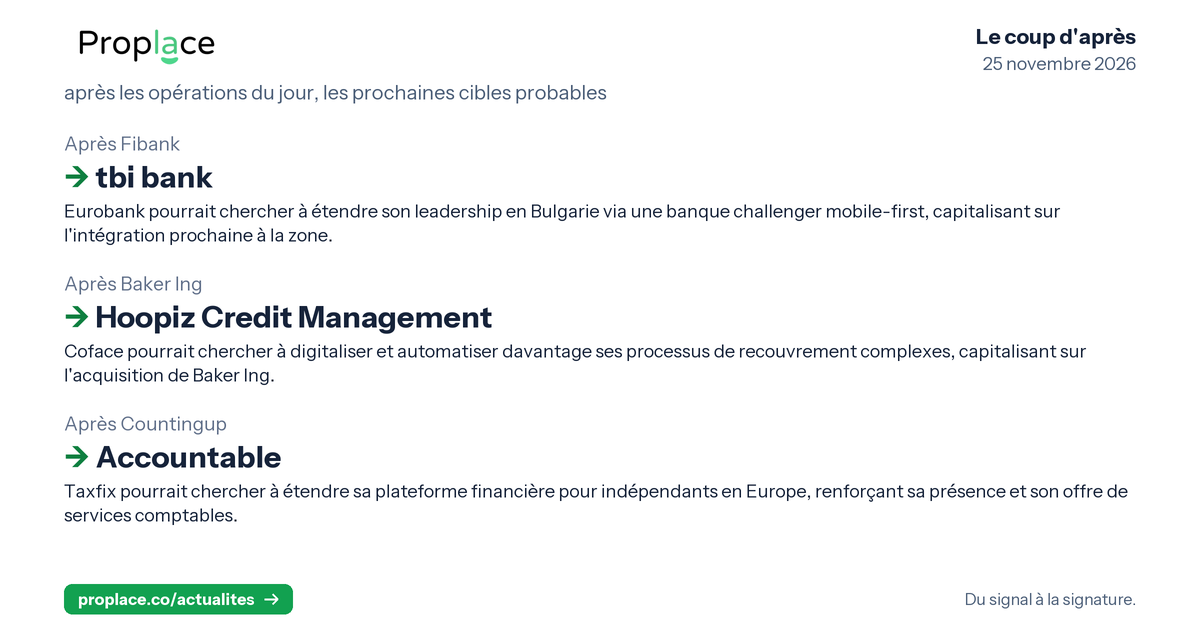 Proplace
Le coup d'après
25 novembre 2026
après les opérations du jour, les prochaines cibles probables
Après Fibank
→ tbi bank
Eurobank pourrait chercher à étendre son leadership en Bulgarie via une banque challenger mobile-first, capitalisant sur
l'intégration prochaine à la zone.
Après Baker Ing
→ Hoopiz Credit Management
Coface pourrait chercher à digitaliser et automatiser davantage ses processus de recouvrement complexes, capitalisant sur
l'acquisition de Baker Ing.
Après Countingup
→ Accountable
Taxfix pourrait chercher à étendre sa plateforme financière pour indépendants en Europe, renforçant sa présence et son offre de
services comptables.
proplace.co/actualites →
Du signal à la signature.